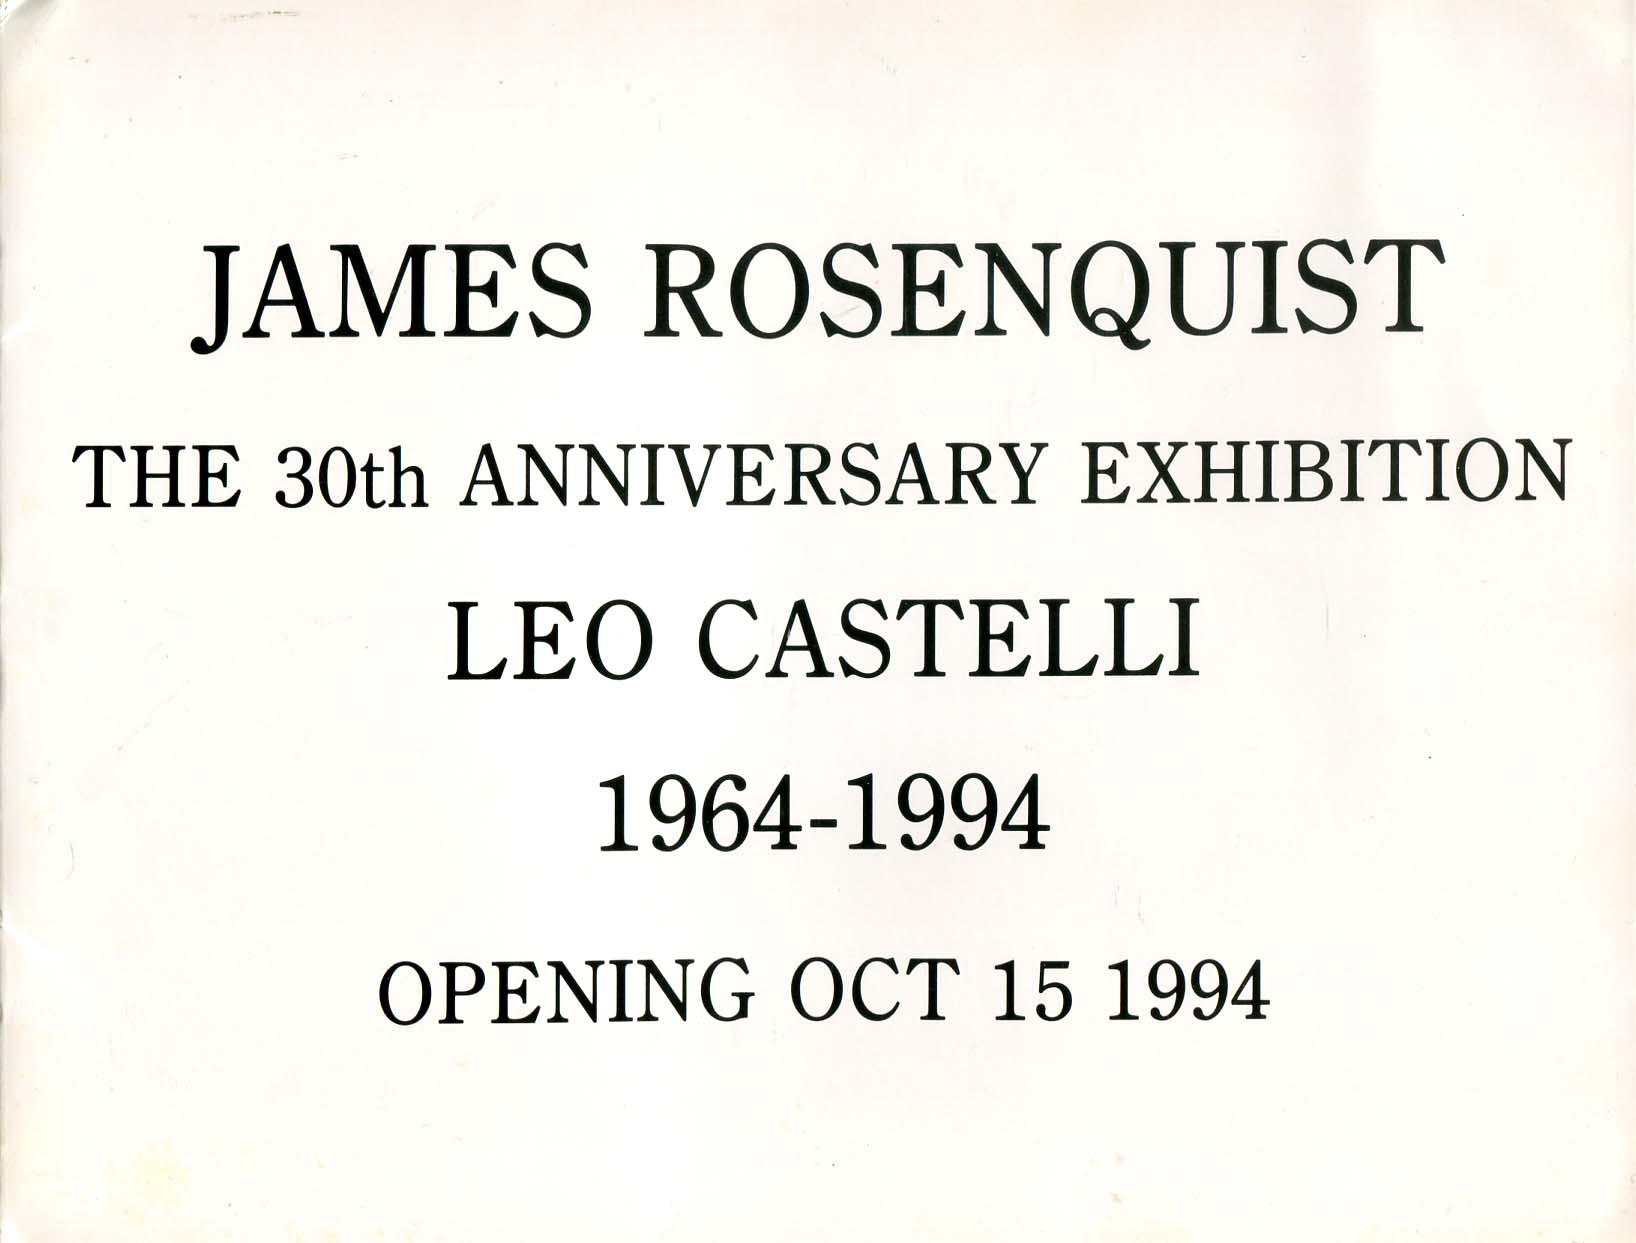 JAMES ROSENQUIST
THE 30th ANNIVERSARY EXHIBITION
LEO CASTELLI
1964-1994
OPENING OCT 15 1994